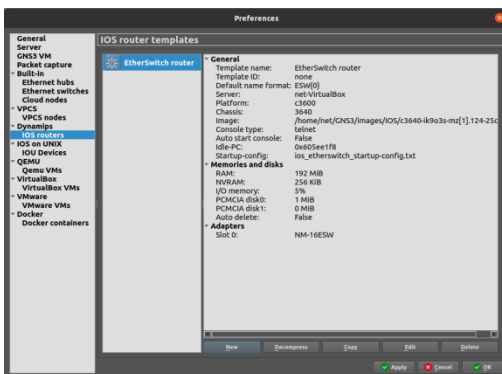 Preferences
General
Server
GNS3 VM
Packet capture
Built-in
Ethernet hubs
Ethernet switches
Cloud nodes
VPCS
VPCS nodes
Dynamips
IOS routers
IOS on UNIX
IOU Devices
QEMU
Qemu VMs
VirtualBox
VirtualBox VMs
VMware
VMware VMs
Docker
Docker containers
IOS router templates
EtherSwitch router
General
Template name: EtherSwitch router
Template ID: none
Default name format: ESW{0}
Server: net-VirtualBox
Platform: c3600
Chassis: 3640
Image: /home/net/GNS3/images/IOS/c3640-ik9o3s-mz[1].124-25c
Console type: telnet
Auto start console: False
Idle-PC: 0x605ee1f8
Startup-config: ios_etherswitch_startup-config.txt
Memories and disks
RAM: 192 MiB
NVRAM: 256 KiB
I/O memory: 5%
PCMCIA disk0: 1 MiB
PCMCIA disk1: 0 MiB
Auto delete: False
Adapters
Slot 0: NM-16ESW
New Decompress Copy Edit Delete
Apply Cancel OK